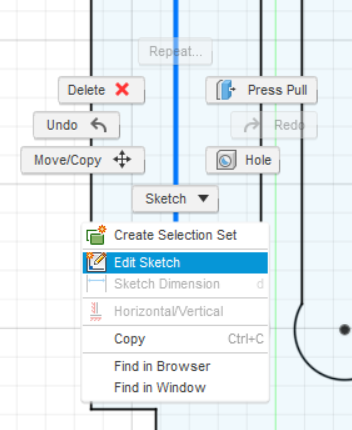 Repeat...
Delete
Press Pull
Undo
Redo
Move/Copy
Hole
Sketch
Create Selection Set
Edit Sketch
Sketch Dimension d
Horizontal/Vertical
Copy Ctrl+C
Find in Browser
Find in Window